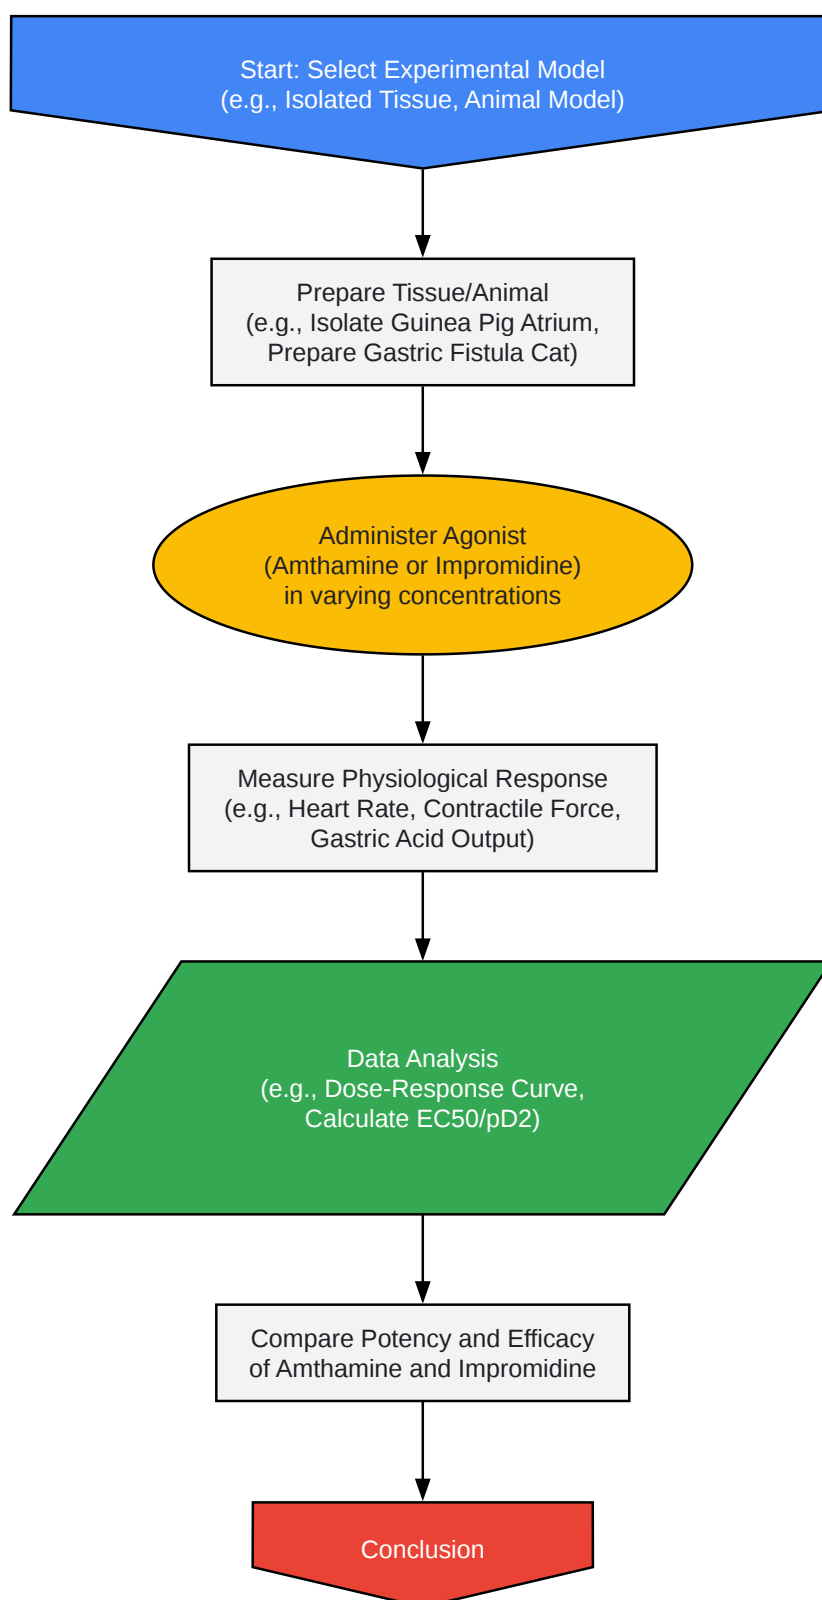 Start: Select Experimental Model
(e.g., Isolated Tissue, Animal Model)
Prepare Tissue/Animal
(e.g., Isolate Guinea Pig Atrium,
Prepare Gastric Fistula Cat)
Administer Agonist
(Amthamine or Impromidine)
in varying concentrations
Measure Physiological Response
(e.g., Heart Rate, Contractile Force,
Gastric Acid Output)
Data Analysis
(e.g., Dose-Response Curve,
Calculate EC50/pD2)
Compare Potency and Efficacy
of Amthamine and Impromidine
Conclusion